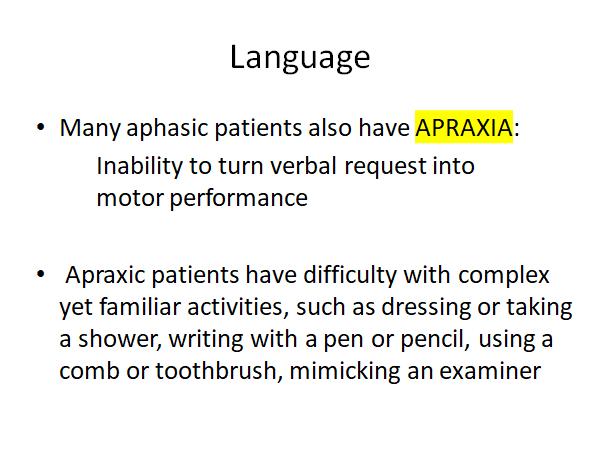 Language
• Many aphasic patients also have APRAXIA:
Inability to turn verbal request into
motor performance
• Apraxic patients have difficulty with complex
yet familiar activities, such as dressing or taking
a shower, writing with a pen or pencil, using a
comb or toothbrush, mimicking an examiner